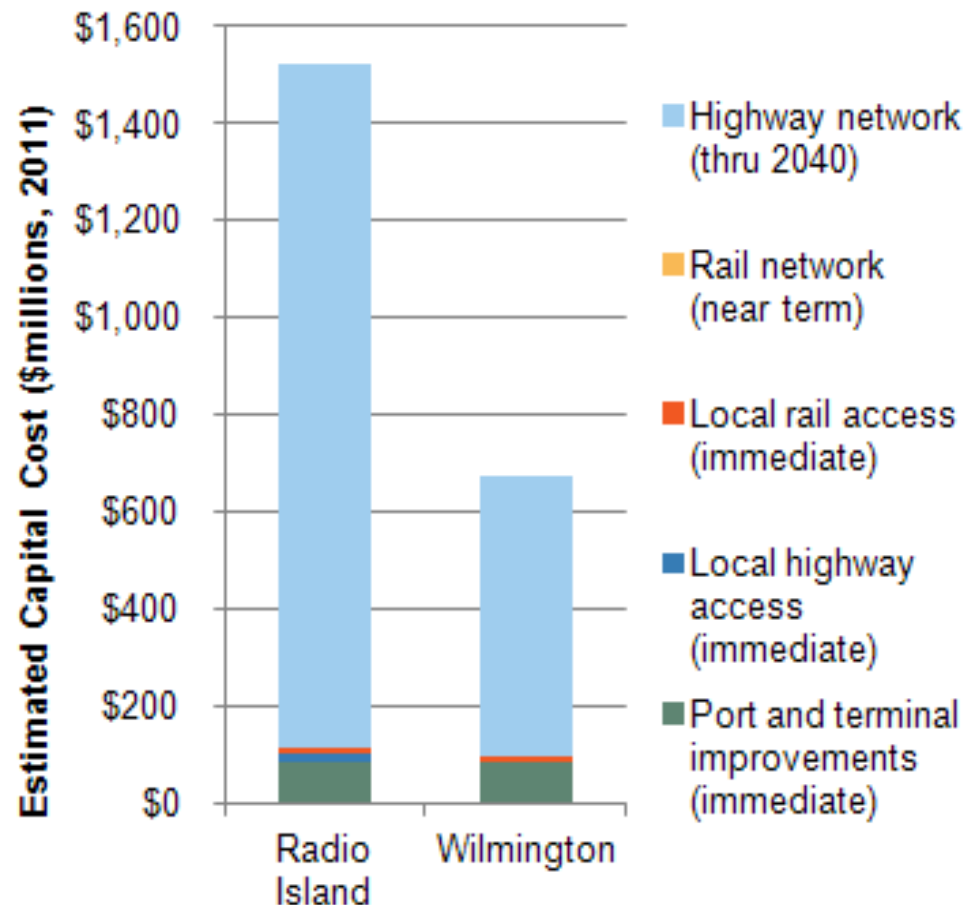 Estimated Capital Cost ($millions, 2011)
$1,600
$1,400
$1,200
$1,000
$800
$600
$400
$200
$0
Radio
Island
Wilmington
Highway network
(thru 2040)
Rail network
(near term)
Local rail access
(immediate)
Local highway
access
(immediate)
Port and terminal
improvements
(immediate)